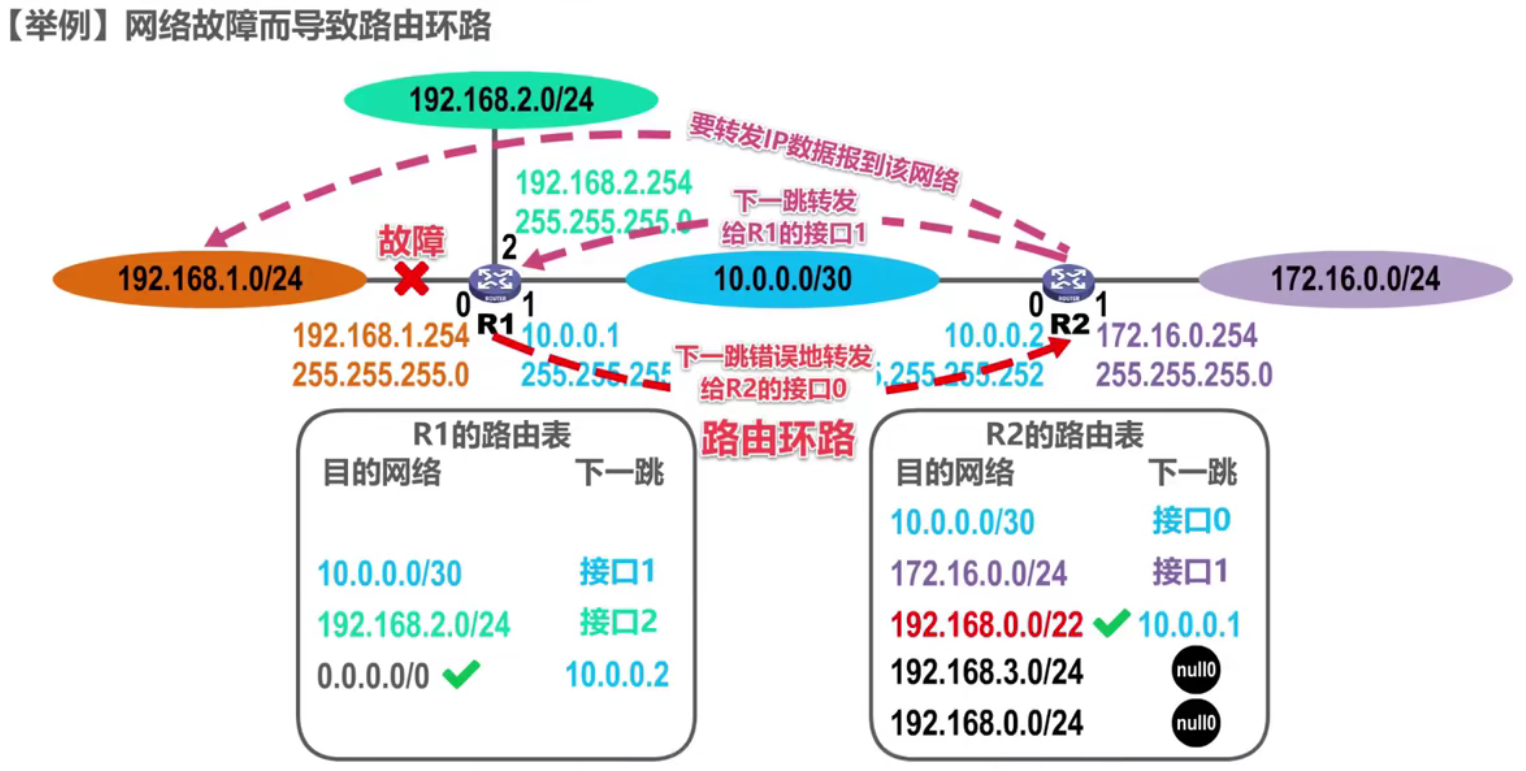 【举例】网络故障而导致路由环路
192.168.2.0/24
要转发IP数据报到该网络
192.168.2.254
255.255.255.0
下一跳转发
给R1的接口1
故障
2
192.168.1.0/24
10.0.0.0/30
172.16.0.0/24
ROUTER
ROUTER
0
1
R1
0
1
R2
192.168.1.254
255.255.255.0
10.0.0.1
255.255.255
下一跳错误地转发
给R2的接口0
10.0.0.2
.255.255.252
172.16.0.254
255.255.255.0
路由环路
R1的路由表
目的网络 下一跳
10.0.0.0/30 接口1
192.168.2.0/24 接口2
0.0.0.0/0 10.0.0.2
R2的路由表
目的网络 下一跳
10.0.0.0/30 接口0
172.16.0.0/24 接口1
192.168.0.0/22 10.0.0.1
192.168.3.0/24 null0
192.168.0.0/24 null0